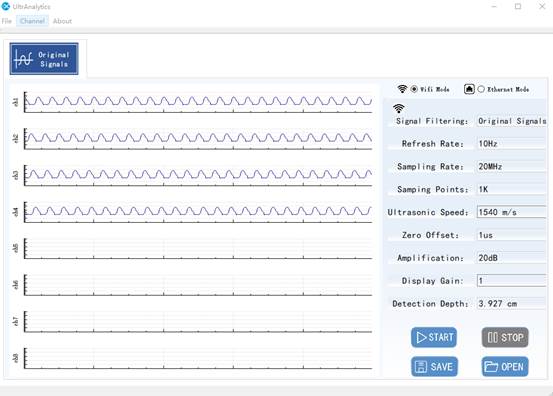 UltrAnalytics
File Channel About
Original
Signals
Wifi Mode Ethernet Mode
ch1
ch2
ch3
ch4
ch5
ch6
ch7
ch8
Signal Filtering: Original Signals
Refresh Rate: 10Hz
Sampling Rate: 20MHz
Samping Points: 1K
Ultrasonic Speed: 1540 m/s
Zero Offset: 1us
Amplification: 20dB
Display Gain: 1
Detection Depth: 3.927 cm
START STOP
SAVE OPEN